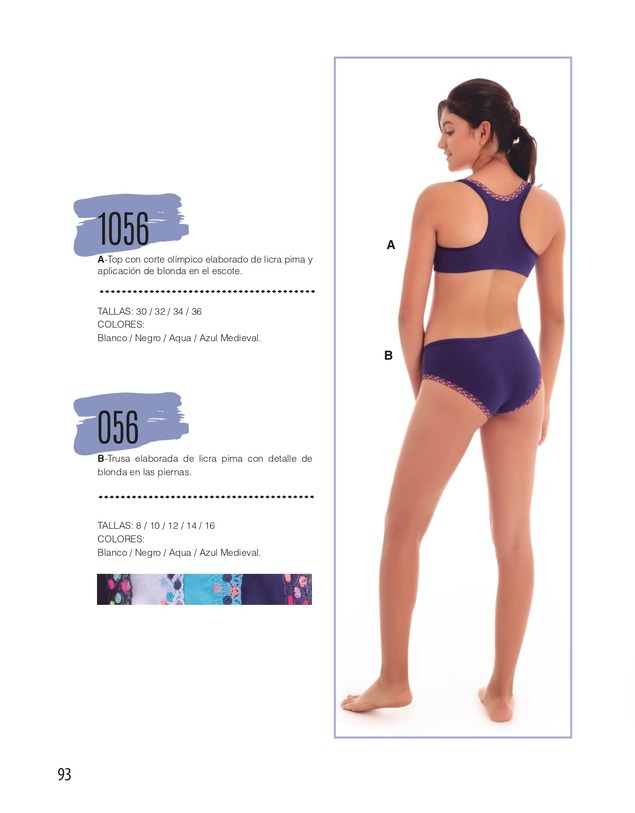 1056
A-Top con corte olímpico elaborado de licra pima y
aplicación de blonda en el escote.
TALLAS: 30 / 32 / 34 / 36
COLORES:
Blanco / Negro / Aqua / Azul Medieval.
056
B-Trusa elaborada de licra pima con detalle de
blonda en las piernas.
TALLAS: 8 / 10 / 12 / 14 / 16
COLORES:
Blanco / Negro / Aqua / Azul Medieval.
A
B
93